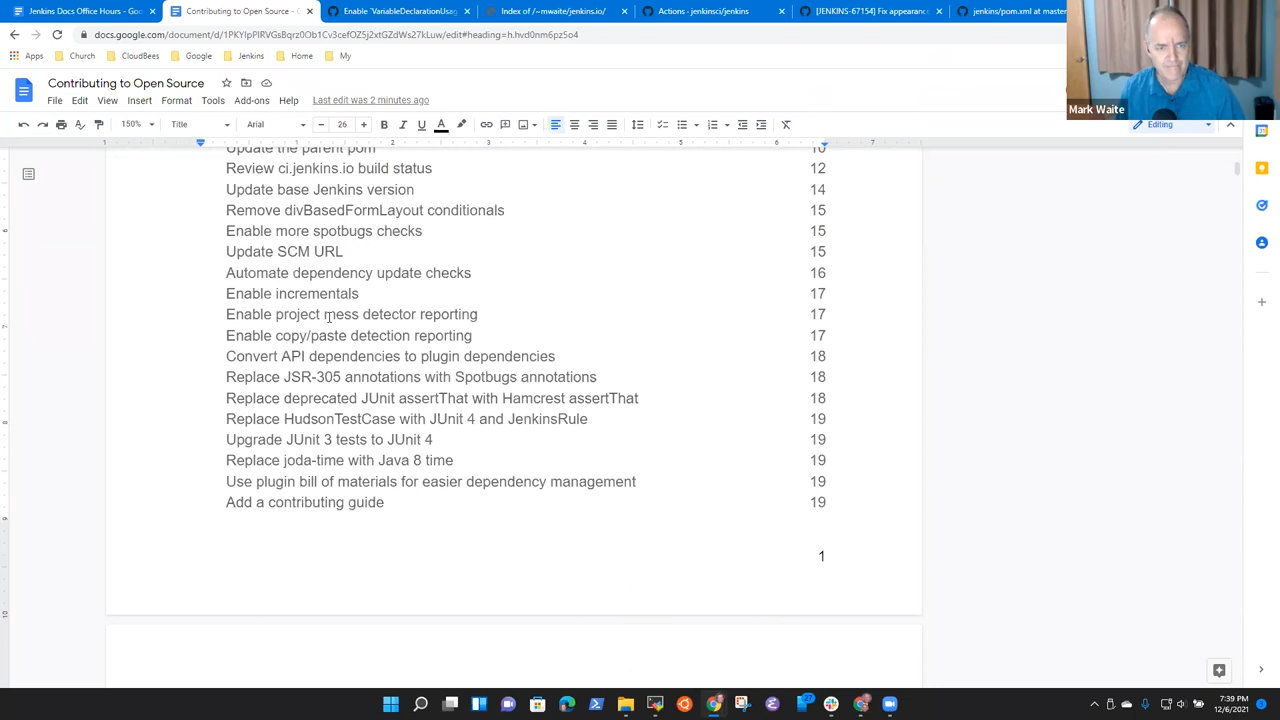 Jenkins Docs Office Hours - Goo
Contributing to Open Source - G
Enable `VariableDeclarationUsag
Index of /~mwaite/jenkins.io/
Actions · jenkinsci/jenkins
[JENKINS-67154] Fix appearanc
jenkins/pom.xml at maste
docs.google.com/document/d/
Apps
Church
CloudBees
Google
Jenkins
Home
My
Contributing to Open Source
File Edit View Insert Format Tools Add-ons Help Last edit was 2 minutes ago
150% Title Arial 26 Editing
Mark Waite
Update the parent pom 10
Review ci.jenkins.io build status 12
Update base Jenkins version 14
Remove divBasedFormLayout conditionals 15
Enable more spotbugs checks 15
Update SCM URL 15
Automate dependency update checks 16
Enable incrementals 17
Enable project mess detector reporting 17
Enable copy/paste detection reporting 17
Convert API dependencies to plugin dependencies 18
Replace JSR-305 annotations with Spotbugs annotations 18
Replace deprecated JUnit assertThat with Hamcrest assertThat 18
Replace HudsonTestCase with JUnit 4 and JenkinsRule 19
Upgrade JUnit 3 tests to JUnit 4 19
Replace joda-time with Java 8 time 19
Use plugin bill of materials for easier dependency management 19
Add a contributing guide 19
1
7:39 PM
12/6/2021